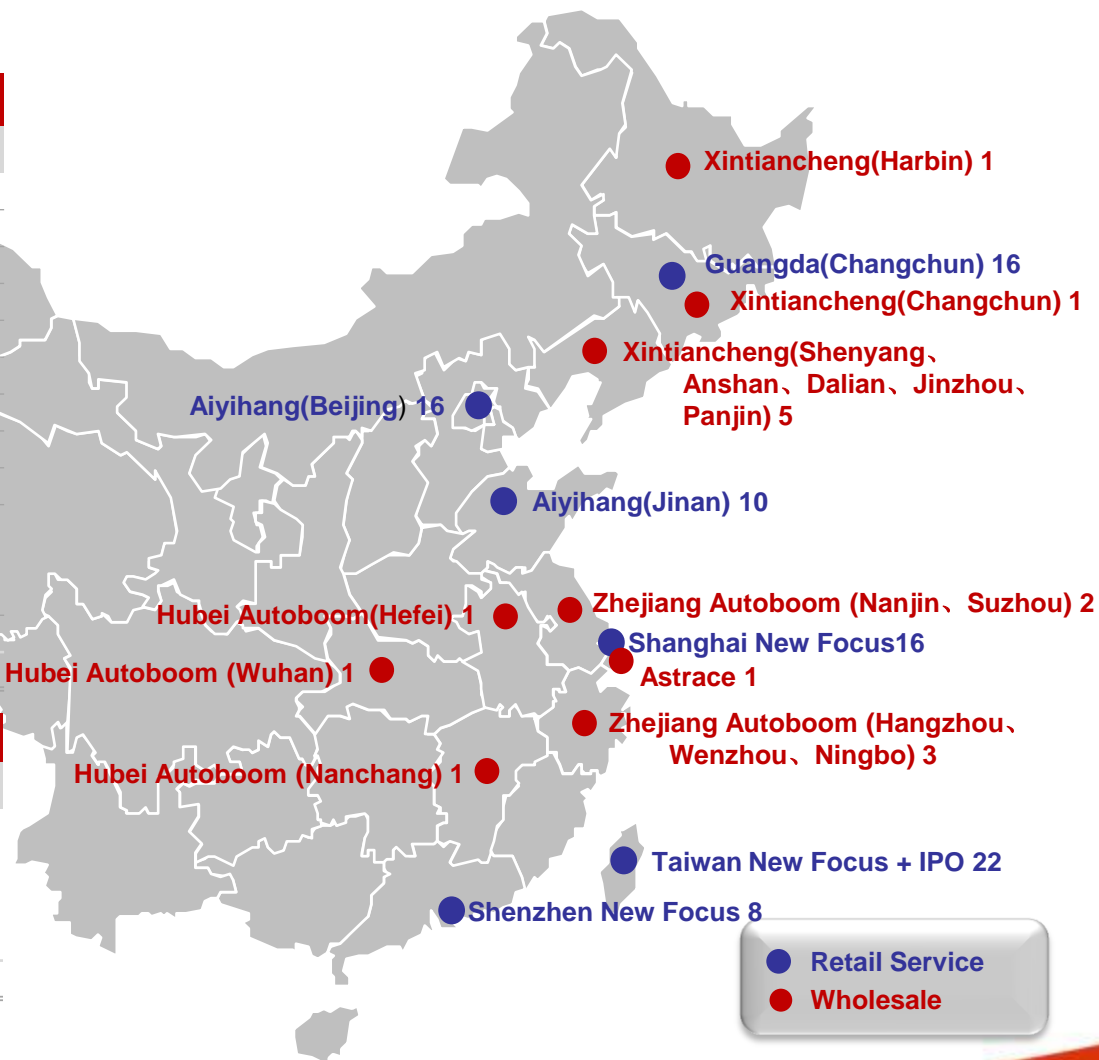 Xintiancheng(Harbin) 1
Guangda(Changchun) 16
Xintiancheng(Changchun) 1
Xintiancheng(Shenyang、
Anshan、Dalian、Jinzhou、
Panjin) 5
Aiyihang(Beijing) 16
Aiyihang(Jinan) 10
Hubei Autoboom(Hefei) 1
Zhejiang Autoboom (Nanjin、Suzhou) 2
Shanghai New Focus16
Hubei Autoboom (Wuhan) 1
Astrace 1
Zhejiang Autoboom (Hangzhou、
Wenzhou、Ningbo) 3
Hubei Autoboom (Nanchang) 1
Taiwan New Focus + IPO 22
Shenzhen New Focus 8
Retail Service
Wholesale